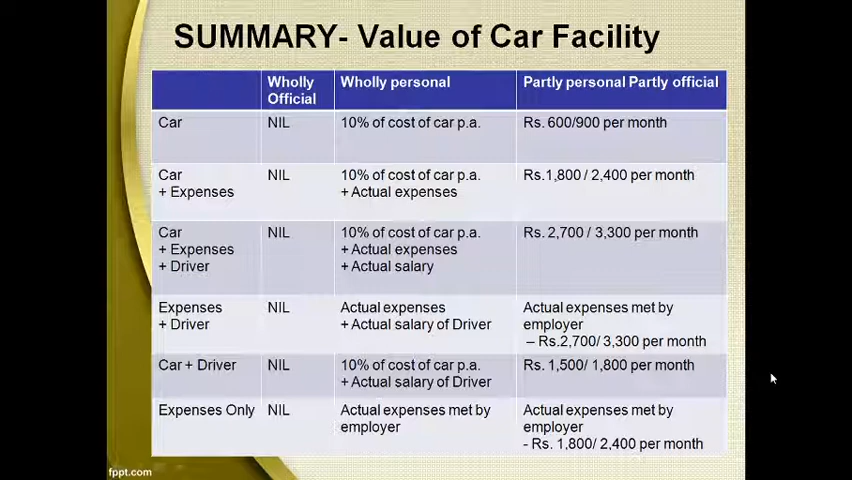 SUMMARY- Value of Car Facility
Wholly Official
Wholly personal
Partly personal Partly official
Car
NIL
10% of cost of car p.a.
Rs. 600/900 per month
Car
+ Expenses
NIL
10% of cost of car p.a.
+ Actual expenses
Rs.1,800 / 2,400 per month
Car
+ Expenses
+ Driver
NIL
10% of cost of car p.a.
+ Actual expenses
+ Actual salary
Rs. 2,700 / 3,300 per month
Expenses
+ Driver
NIL
Actual expenses
+ Actual salary of Driver
Actual expenses met by
employer
– Rs.2,700/ 3,300 per month
Car + Driver
NIL
10% of cost of car p.a.
+ Actual salary of Driver
Rs. 1,500/ 1,800 per month
Expenses Only
NIL
Actual expenses met by
employer
Actual expenses met by
employer
- Rs. 1,800/ 2,400 per month
fppt.com